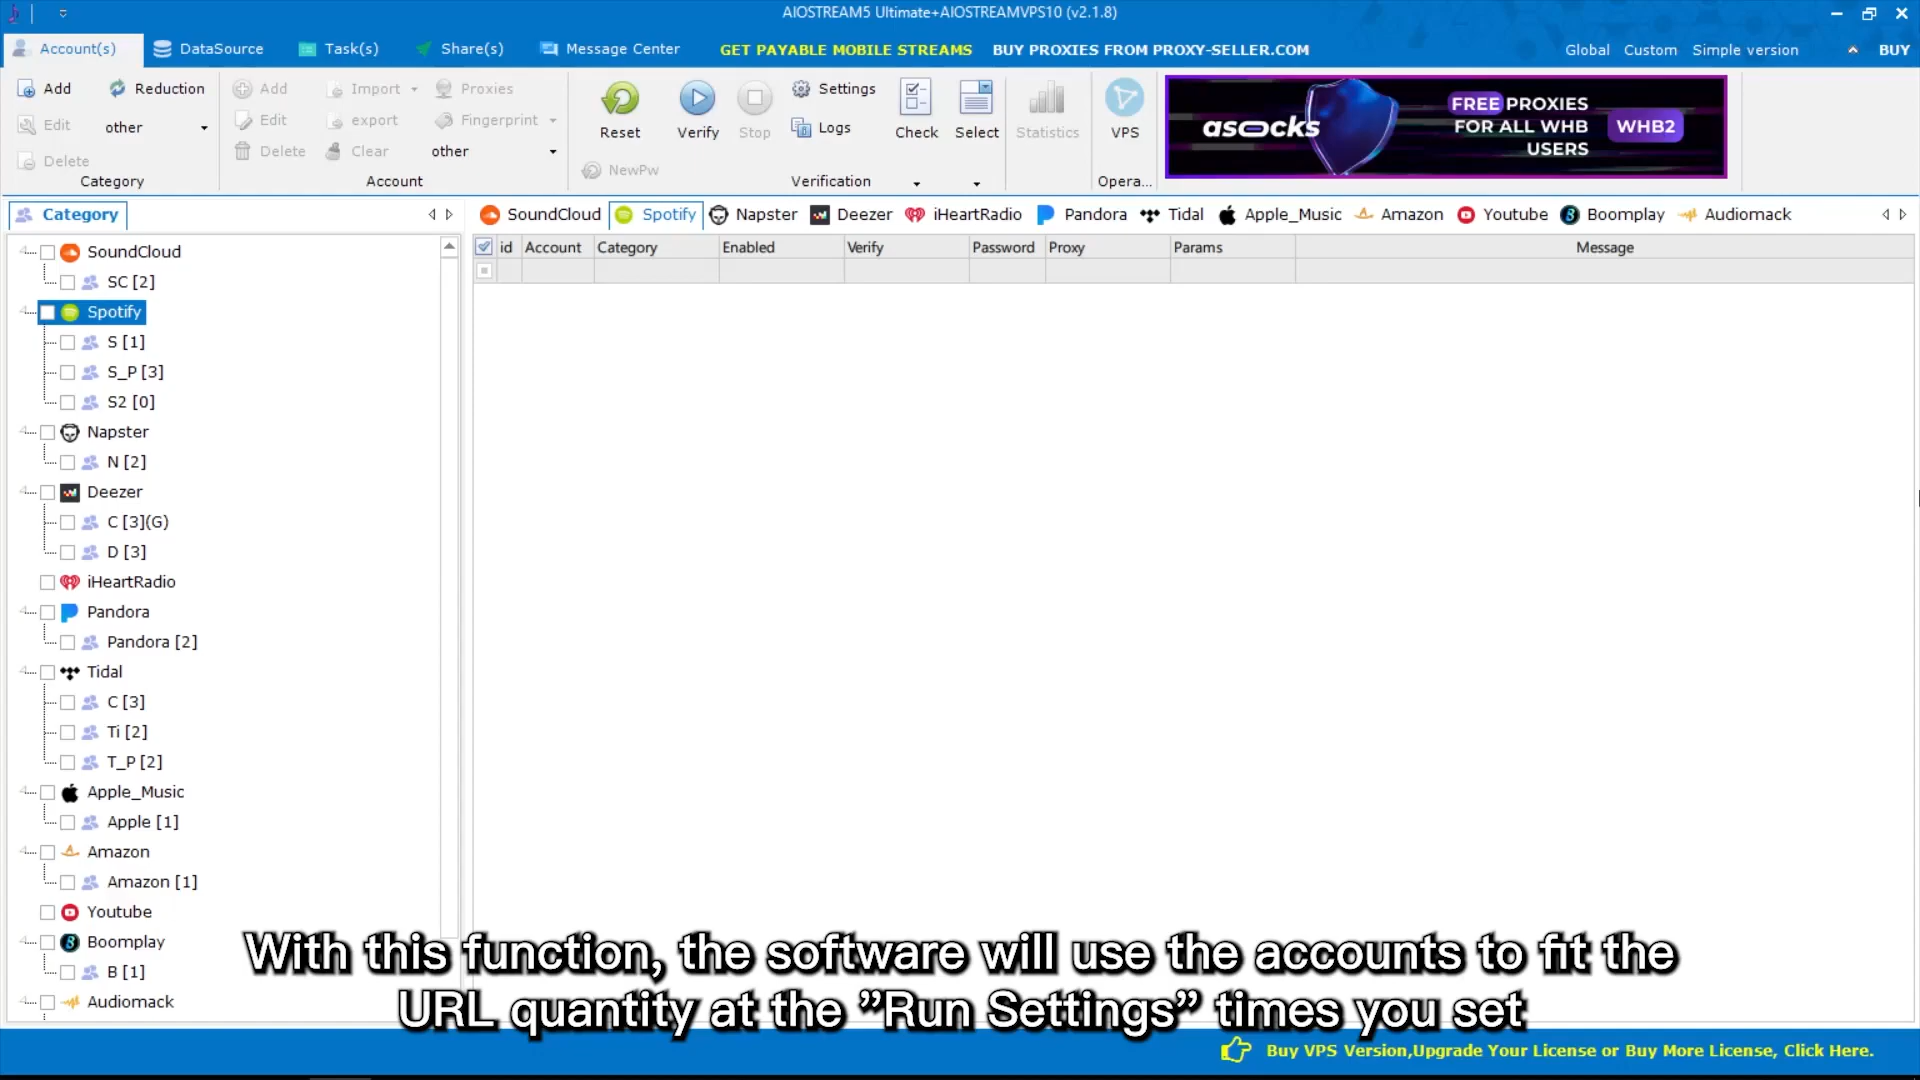 AIOSTREAM5 Ultimate+AIOSTREAMVPS10 (v2.1.8)
Account(s) DataSource Task(s) Share(s) Message Center GET PAYABLE MOBILE STREAMS BUY PROXIES FROM PROXY-SELLER.COM Global Custom Simple version BUY
Add Reduction
Edit other
Delete
Category
Add Import Proxies
Edit export Fingerprint
Delete Clear other
Account
Reset Verify Stop Settings
Logs
NewPw
Verification
Check Select
Statistics
VPS
Opera...
asocks
FREE PROXIES
FOR ALL WHB
USERS
WHB2
Category
SoundCloud Spotify Napster Deezer iHeartRadio Pandora Tidal Apple_Music Amazon Youtube Boomplay Audiomack
id Account Category Enabled Verify Password Proxy Params Message
SoundCloud
SC [2]
Spotify
S [1]
S_P [3]
S2 [0]
Napster
N [2]
Deezer
C [3](G)
D [3]
iHeartRadio
Pandora
Pandora [2]
Tidal
C [3]
Ti [2]
T_P [2]
Apple_Music
Apple [1]
Amazon
Amazon [1]
Youtube
Boomplay
B [1]
Audiomack
With this function, the software will use the accounts to fit the
URL quantity at the "Run Settings" times you set
Buy VPS Version,Upgrade Your License or Buy More License, Click Here.